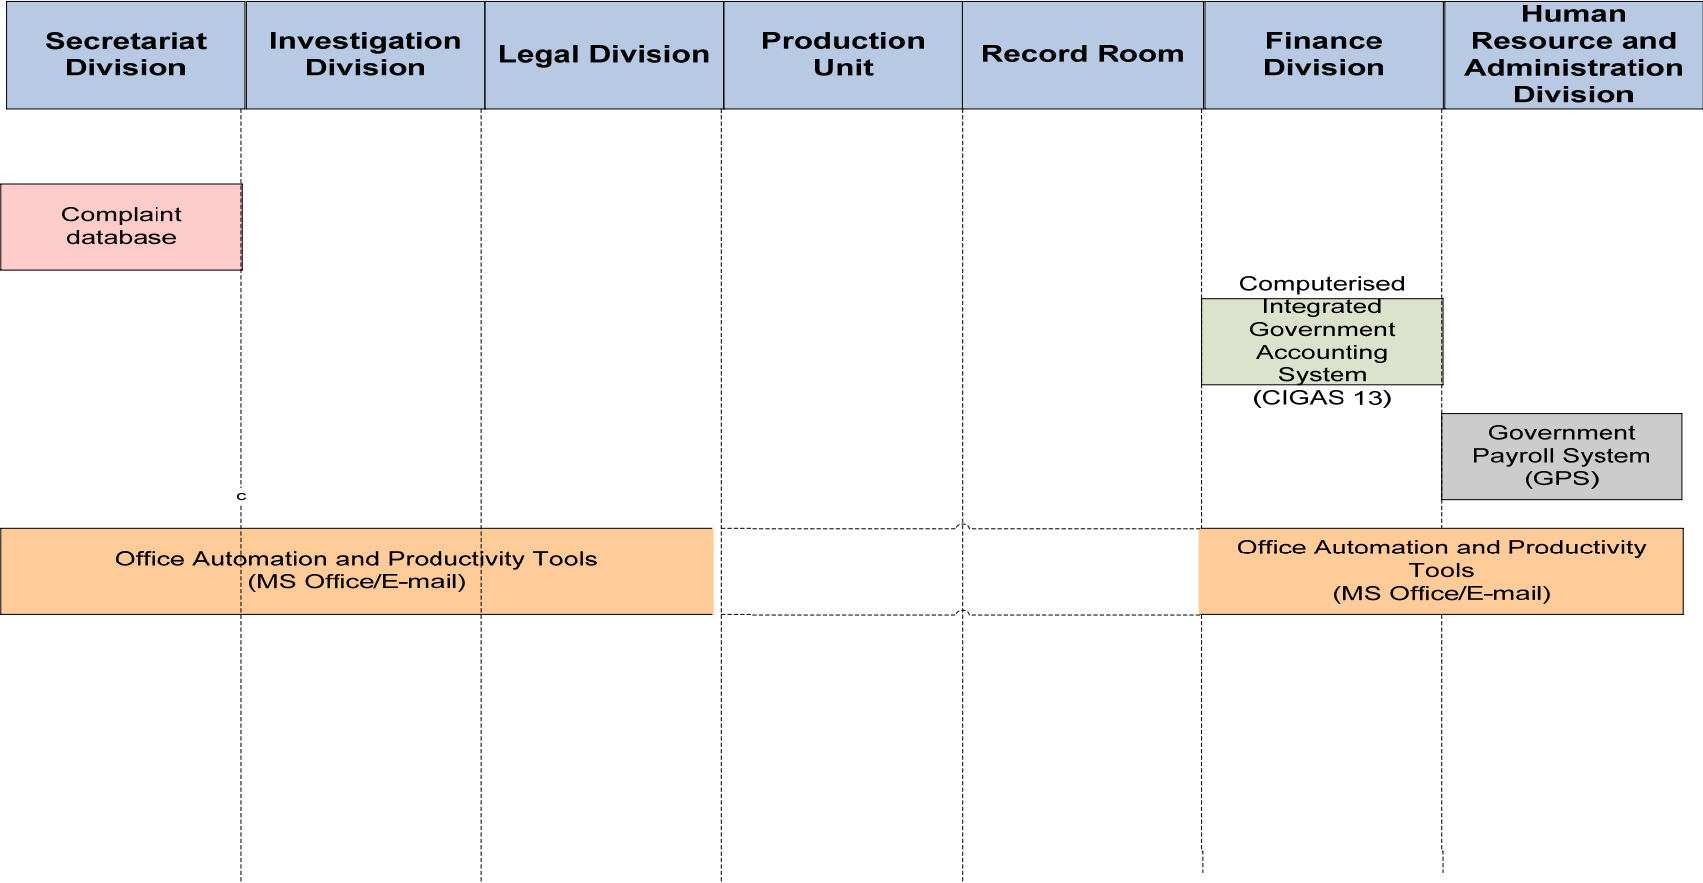 Secretariat
Division
Investigation
Division
Legal Division
Production
Unit
Record Room
Finance
Division
Human
Resource and
Administration
Division
Complaint
database
Computerised
Integrated
Government
Accounting
System
(CIGAS 13)
Government
Payroll System
(GPS)
c
Office Automation and Productivity Tools
(MS Office/E-mail)
Office Automation and Productivity
Tools
(MS Office/E-mail)